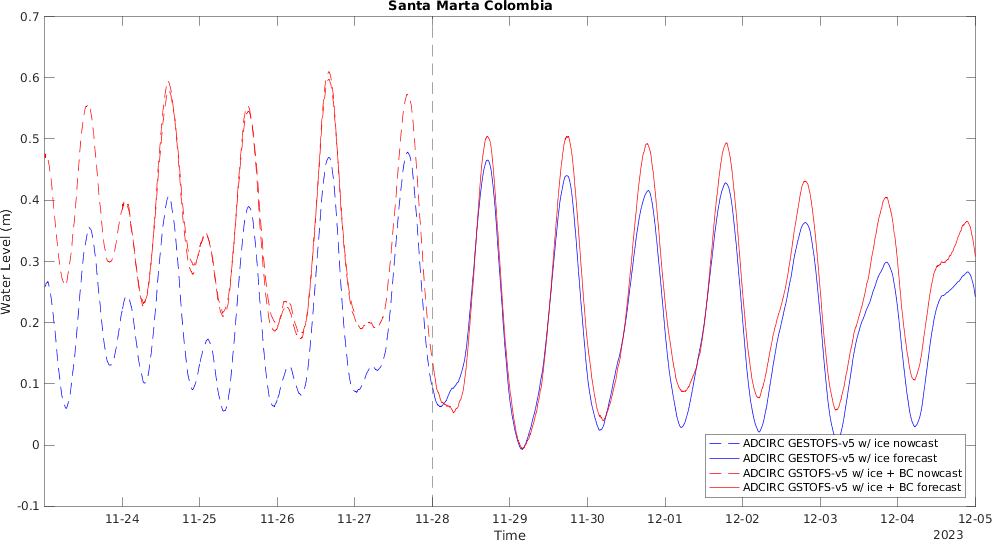 Santa Marta Colombia
0.7
0.6
0.5
0.4
0.3
0.2
0.1
0
-0.1
Water Level (m)
ADCIRC GESTOFS-v5 w/ ice nowcast
ADCIRC GESTOFS-v5 w/ ice forecast
ADCIRC GSTOFS-v5 w/ ice + BC nowcast
ADCIRC GSTOFS-v5 w/ ice + BC forecast
11-24 11-25 11-26 11-27 11-28 11-29 11-30 12-01 12-02 12-03 12-04 12-05
Time
2023